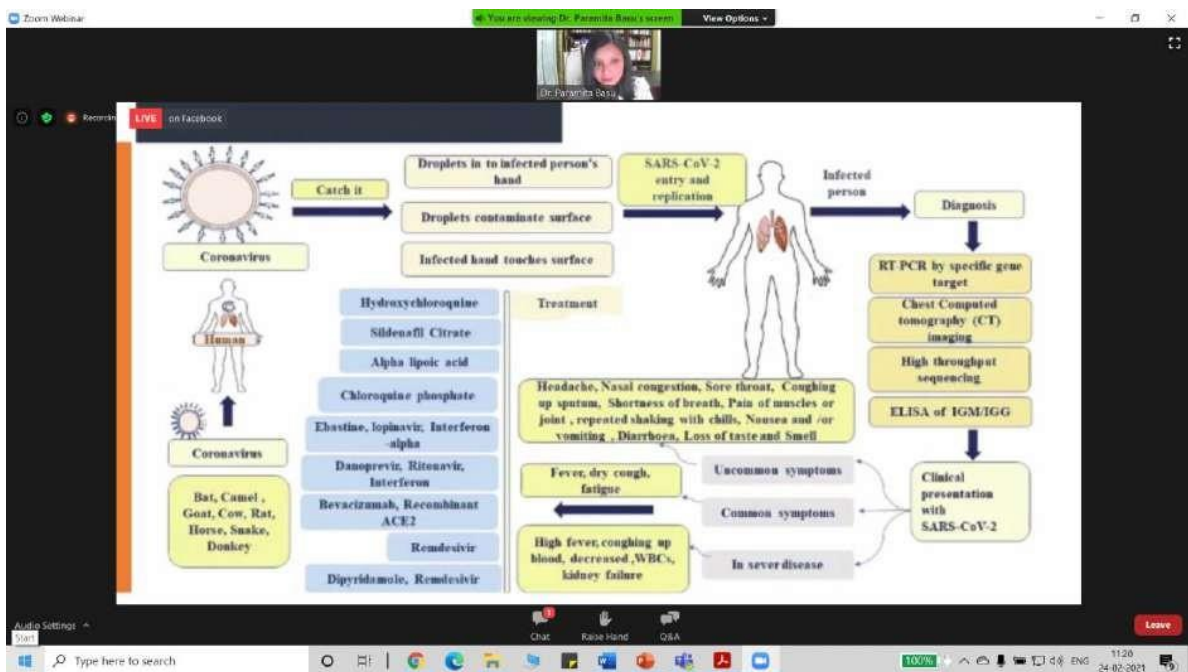 Zoom Webinar
You are viewing Dr. Paramita Basu's screen
View Options
Dr. Paramita Basu
Recordin
LIVE on Facebook
Coronavirus
Catch it
Droplets in to infected person's
hand
Droplets contaminate surface
Infected hand touches surface
SARS-CoV-2
entry and
replication
Infected
person
Diagnosis
RT-PCR by specific gene
target
Chest Computed
tomography (CT)
imaging
High throughput
sequencing
ELISA of IGM/IGG
Clinical
presentation
with
SARS-CoV-2
Human
Coronavirus
Bat, Camel ,
Goat, Cow, Rat,
Horse, Snake,
Donkey
Treatment
Hydroxychloroquine
Sildenafil Citrate
Alpha lipoic acid
Chloroquine phosphate
Ebastine, lopinavir, Interferon
-alpha
Danoprevir, Ritonavir,
Interferon
Bevacizumab, Recombinant
ACE2
Remdesivir
Dipyridamole, Remdesivir
Headache, Nasal congestion, Sore throat, Coughing
up sputum, Shortness of breath, Pain of muscles or
joint , repeated shaking with chills, Nausea and /or
vomiting , Diarrhoea, Loss of taste and Smell
Uncommon symptoms
Fever, dry cough,
fatigue
Common symptoms
High fever, coughing up
blood, decreased ,WBCs,
kidney failure
In sever disease
Audio Settings
Start
Chat
1
Raise Hand
Q&A
Leave
Type here to search
100%
ENG
11:20
24-02-2021